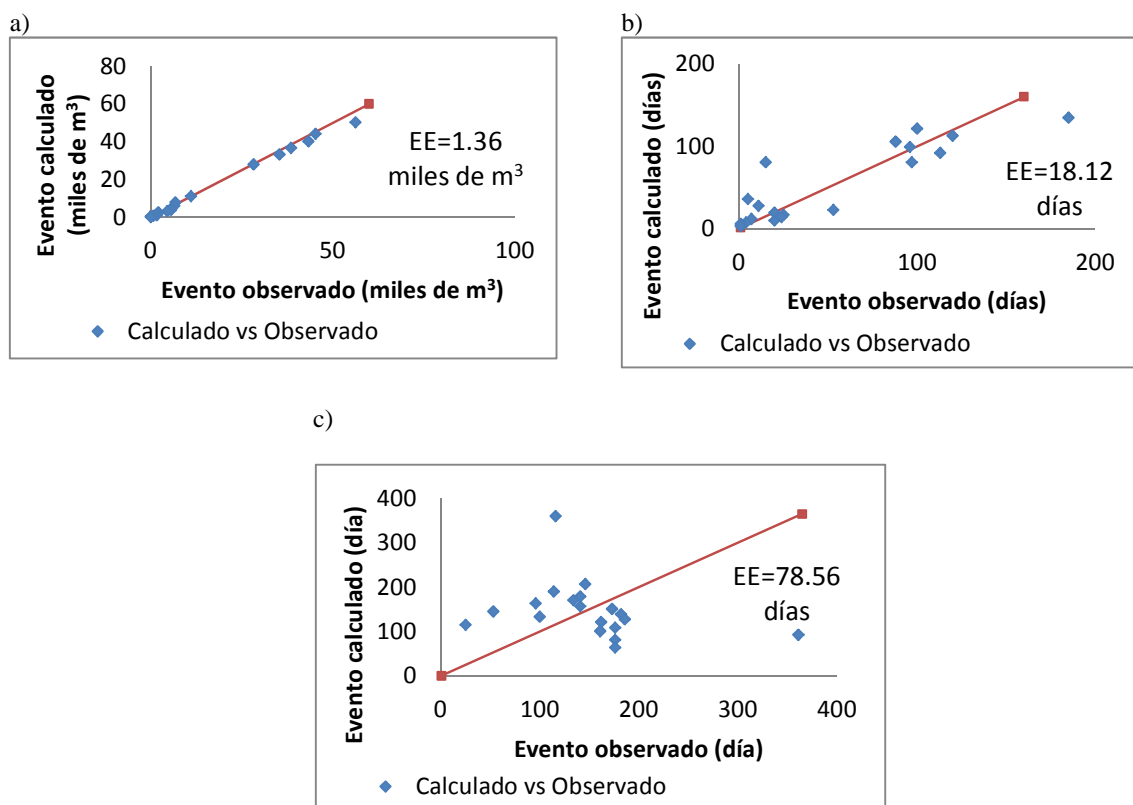 a)
80
60
40
20
0
0
50
100
Evento calculado
(miles de m³)
EE=1.36
miles de m³
Evento observado (miles de m³)
Calculado vs Observado
b)
200
100
0
0
100
200
Evento calculado (días)
EE=18.12
días
Evento observado (días)
Calculado vs Observado
c)
400
300
200
100
0
0
100
200
300
400
Evento calculado (día)
EE=78.56
días
Evento observado (día)
Calculado vs Observado